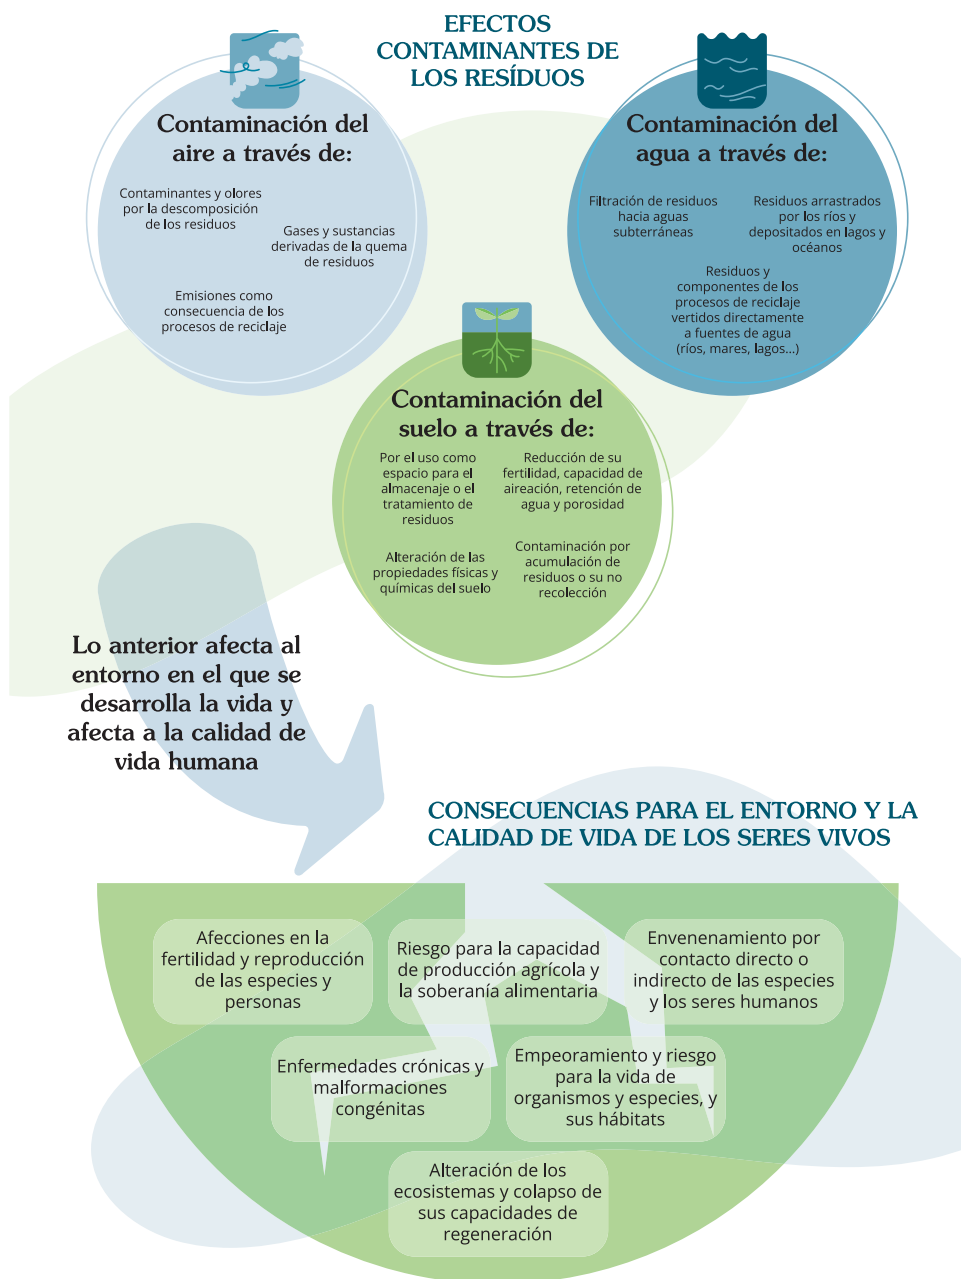 EFECTOS
CONTAMINANTES DE
LOS RESÍDUOS
Contaminación del
aire a través de:
Contaminantes y olores
por la descomposición
de los residuos
Gases y sustancias
derivadas de la quema
de residuos
Emisiones como
consecuencia de los
procesos de reciclaje
Contaminación del
agua a través de:
Filtración de residuos
hacia aguas
subterráneas
Residuos arrastrados
por los ríos y
depositados en lagos y
océanos
Residuos y
componentes de los
procesos de reciclaje
vertidos directamente
a fuentes de agua
(ríos, mares, lagos...)
Contaminación del
suelo a través de:
Por el uso como
espacio para el
almacenaje o el
tratamiento de
residuos
Reducción de su
fertilidad, capacidad de
aireación, retención de
agua y porosidad
Alteración de las
propiedades físicas y
químicas del suelo
Contaminación por
acumulación de
residuos o su no
recolección
Lo anterior afecta al
entorno en el que se
desarrolla la vida y
afecta a la calidad de
vida humana
CONSECUENCIAS PARA EL ENTORNO Y LA
CALIDAD DE VIDA DE LOS SERES VIVOS
Afecciones en la
fertilidad y reproducción
de las especies y
personas
Riesgo para la capacidad
de producción agrícola y
la soberanía alimentaria
Envenenamiento por
contacto directo o
indirecto de las especies
y los seres humanos
Enfermedades crónicas y
malformaciones
congénitas
Empeoramiento y riesgo
para la vida de
organismos y especies, y
sus hábitats
Alteración de los
ecosistemas y colapso de
sus capacidades de
regeneración